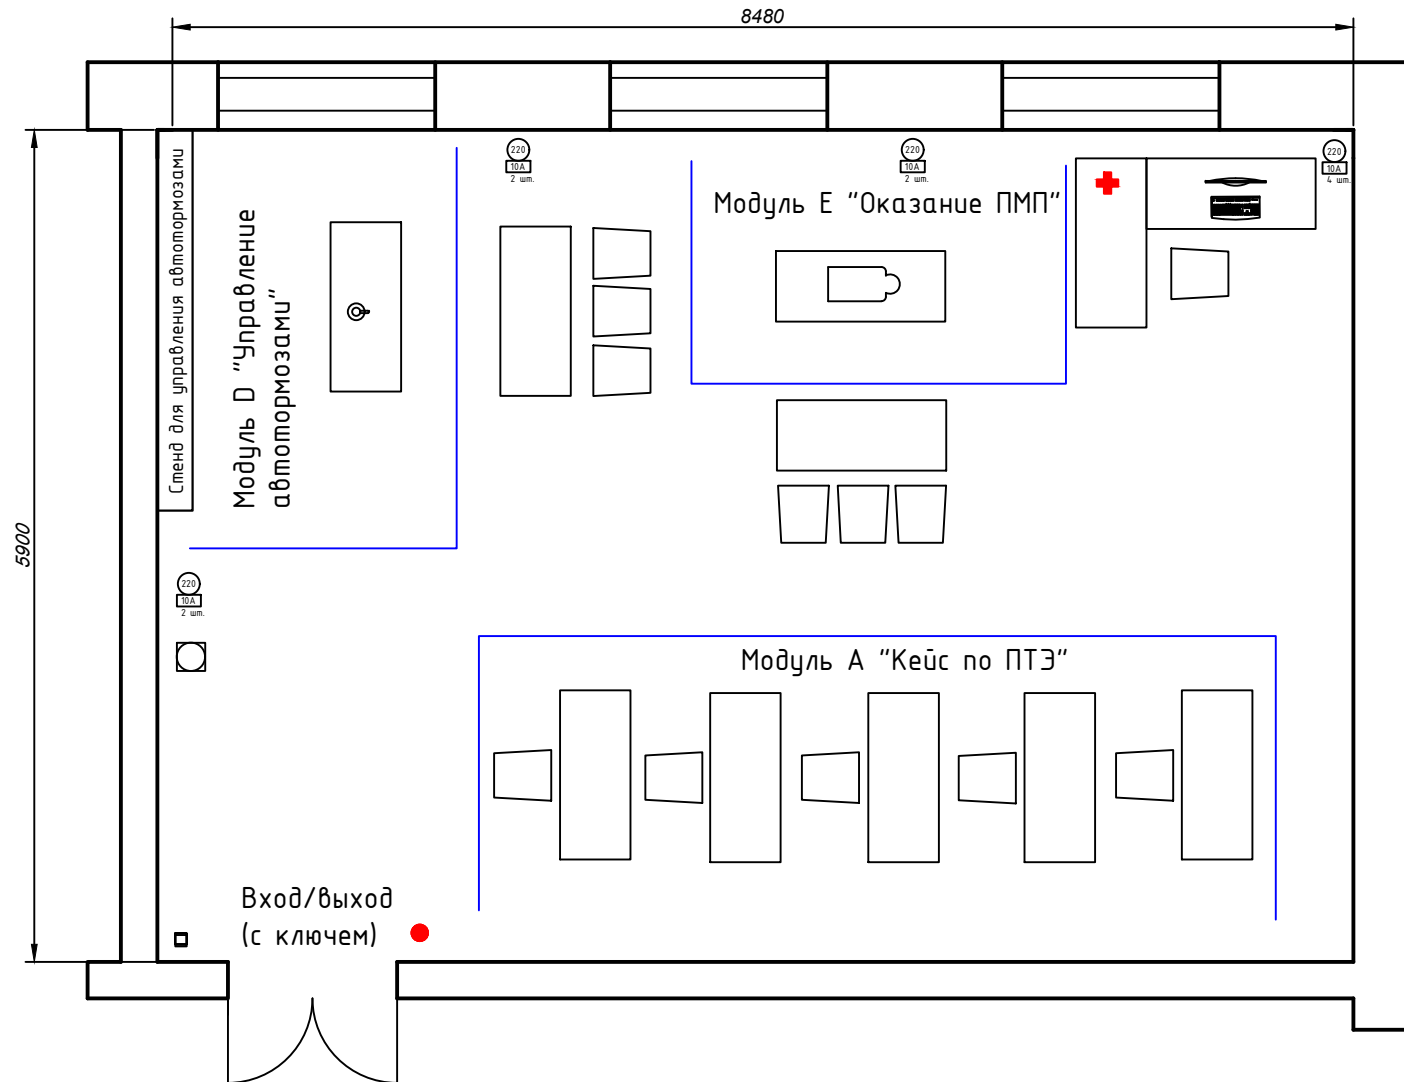 8480
5900
220
10А
2 шт.
220
10А
2 шт.
220
10А
4 шт.
Стенд для управления автотормозами
Модуль D "Управление
автотормозами"
Модуль Е "Оказание ПМП"
220
10А
2 шт.
Модуль А "Кейс по ПТЭ"
Вход/выход
(с ключем)